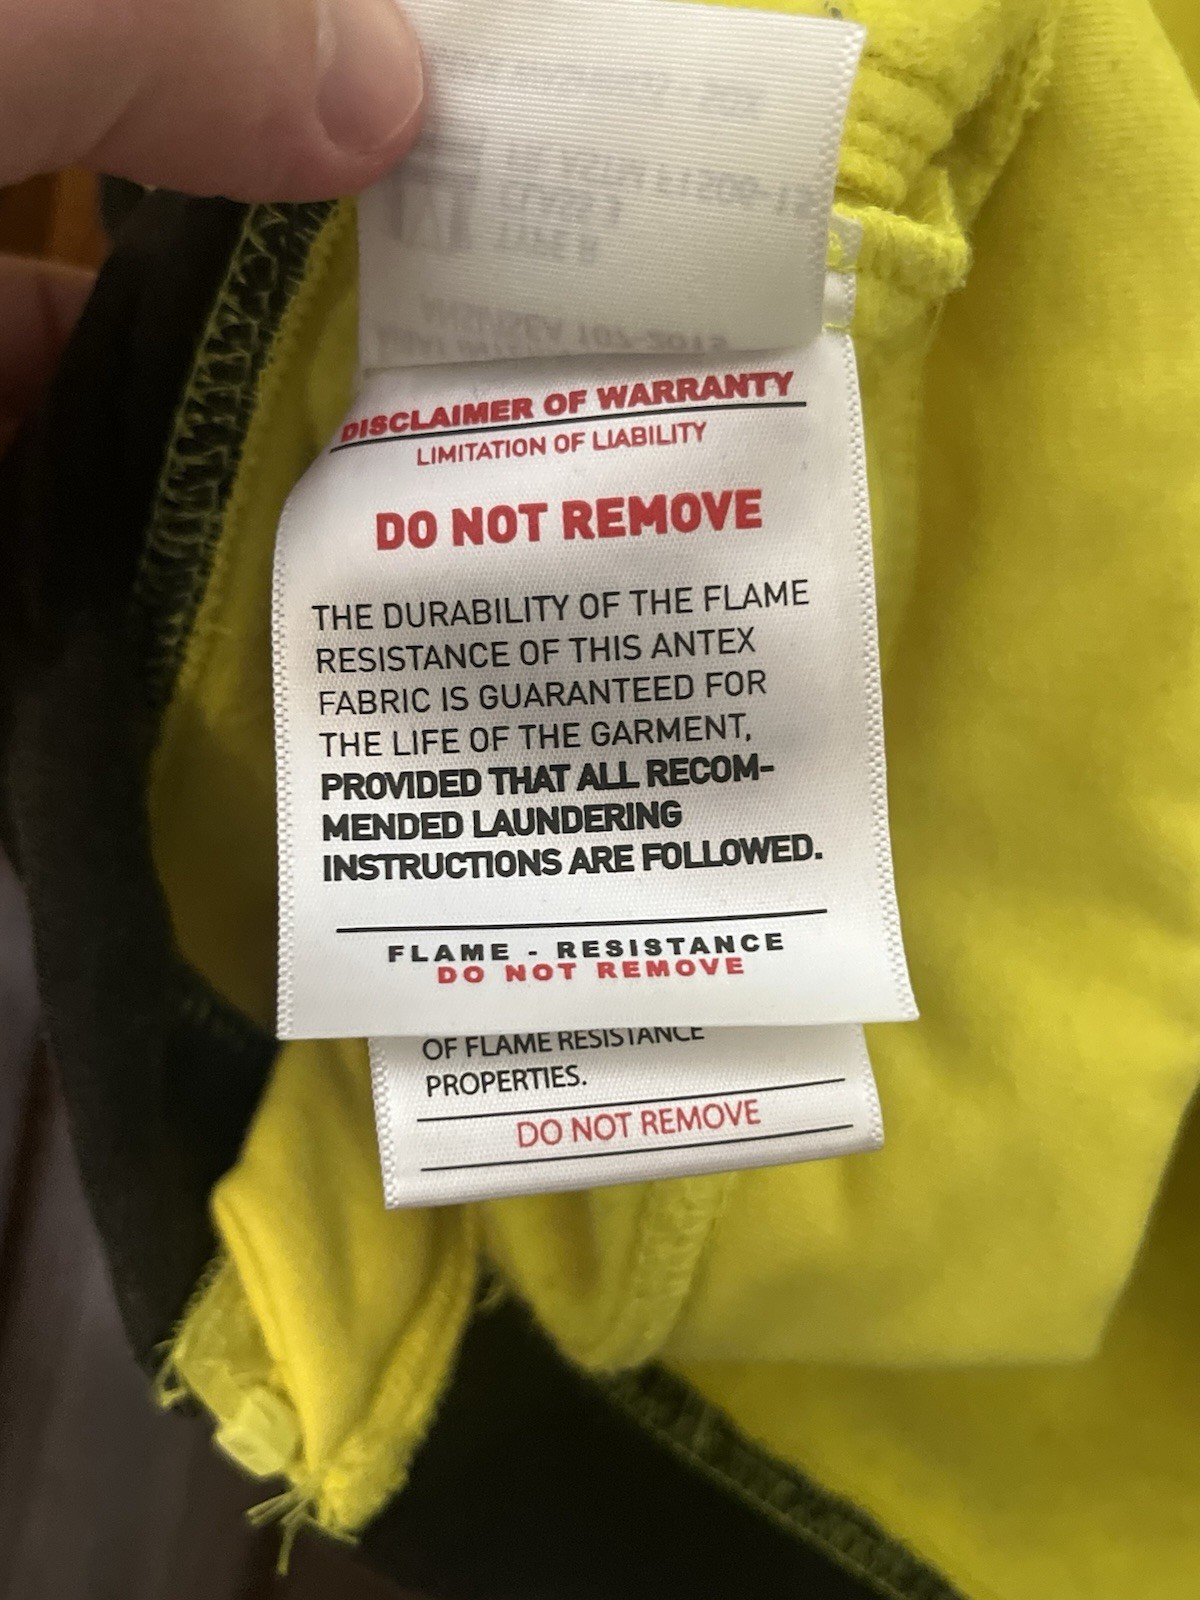 DISCLAIMER OF WARRANTY
LIMITATION OF LIABILITY
DO NOT REMOVE
THE DURABILITY OF THE FLAME
RESISTANCE OF THIS ANTEX
FABRIC IS GUARANTEED FOR
THE LIFE OF THE GARMENT,
PROVIDED THAT ALL RECOM-
MENDED LAUNDERING
INSTRUCTIONS ARE FOLLOWED.
FLAME - RESISTANCE
DO NOT REMOVE
OF FLAME RESISTANCE
PROPERTIES.
DO NOT REMOVE